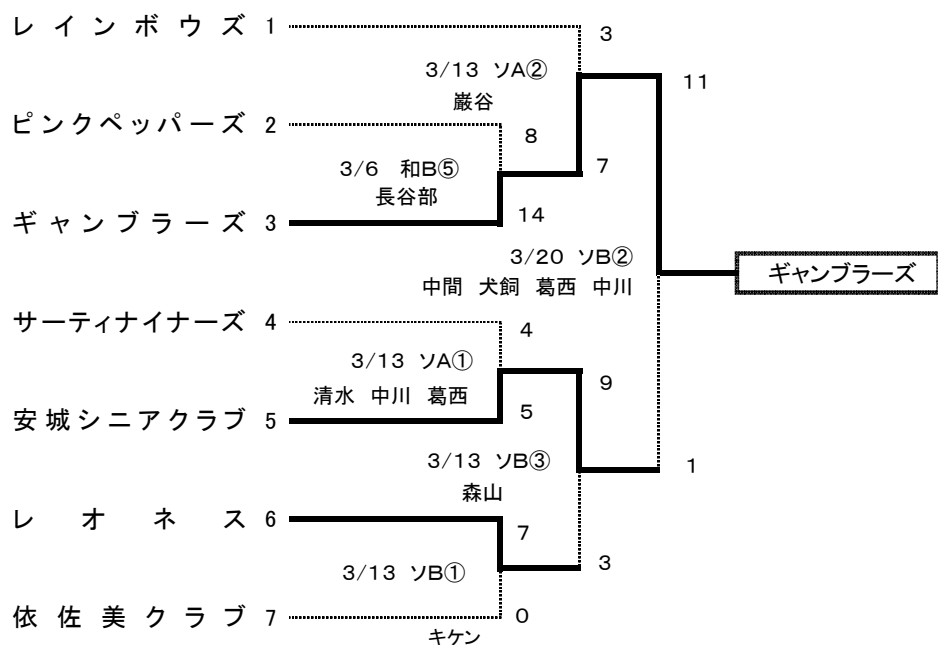 レインボウズ 1
3
3/13 ソA②
11
巌谷
ピンクペッパーズ 2
8
3/6 和B⑤
7
長谷部
ギャンブラーズ 3
14
3/20 ソB②
ギャンブラーズ
中間 犬飼 葛西 中川
サーティナイナーズ 4
4
3/13 ソA①
9
清水 中川 葛西
5
安城シニアクラブ 5
3/13 ソB③
1
森山
レオネス 6
7
3/13 ソB①
3
依佐美クラブ 7
0
キケン